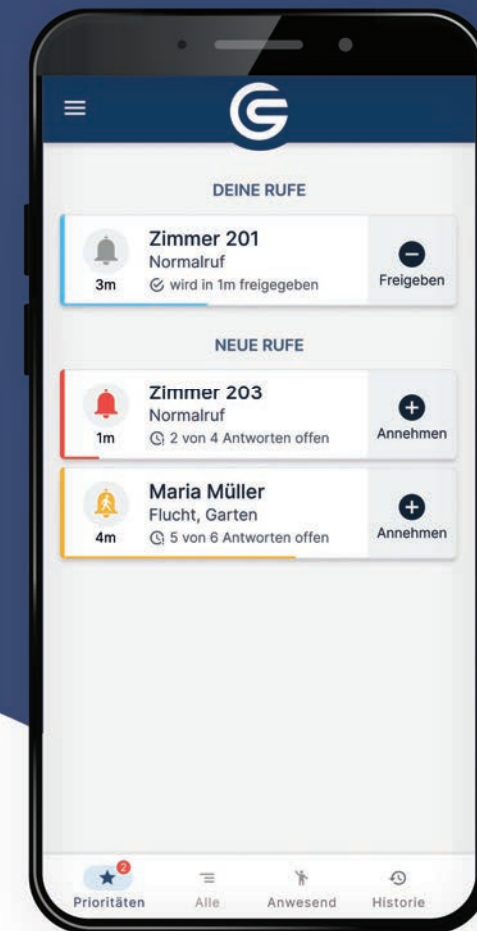 DEINE RUFE
Zimmer 201
Normalruf
3m
wird in 1m freigegeben
Freigeben
NEUE RUFE
Zimmer 203
Normalruf
1m
2 von 4 Antworten offen
Annehmen
Maria Müller
Flucht, Garten
4m
5 von 6 Antworten offen
Annehmen
2
Prioritäten
Alle
Anwesend
Historie